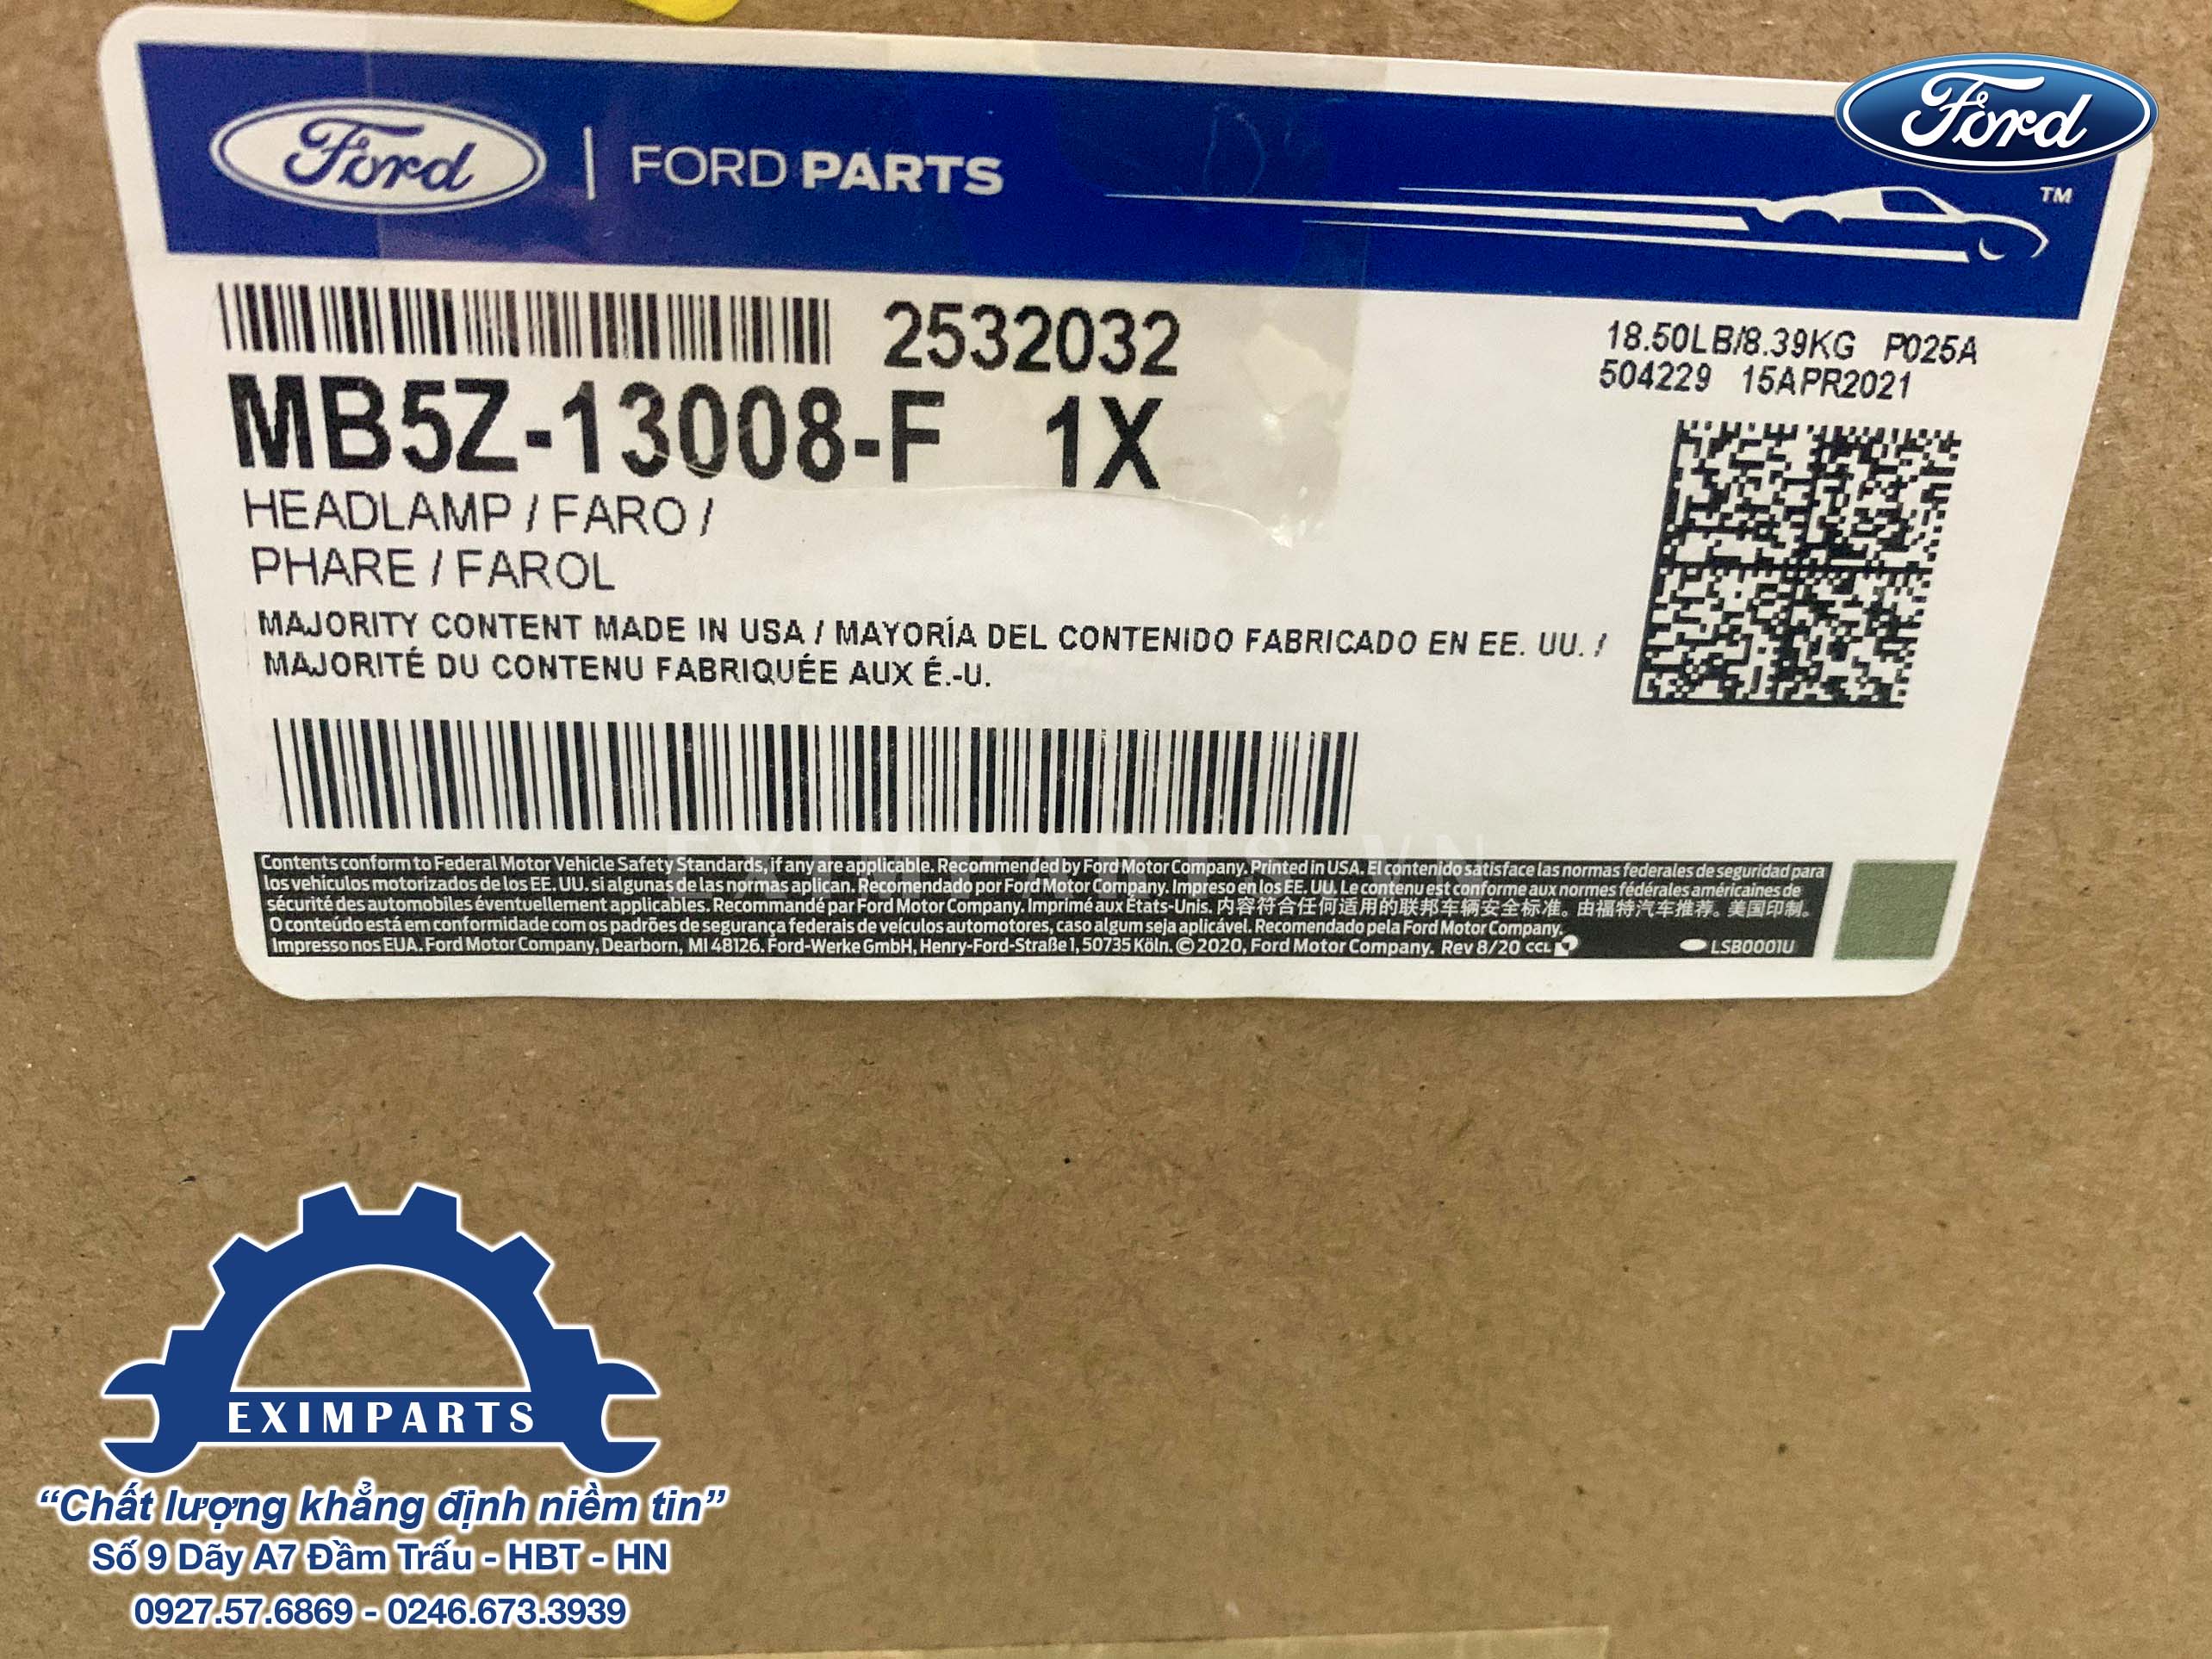 Ford
Ford | FORD PARTS
TM
2532032
18.50LB/8.39KG P025A
504229 15APR2021
MB5Z-13008-F 1X
HEADLAMP / FARO /
PHARE / FAROL
MAJORITY CONTENT MADE IN USA / MAYORÍA DEL CONTENIDO FABRICADO EN EE. UU. /
MAJORITÉ DU CONTENU FABRIQUÉE AUX É.-U.
EXIMPARTS.VN
Contents conform to Federal Motor Vehicle Safety Standards, if any are applicable. Recommended by Ford Motor Company. Printed in USA. El contenido satisface las normas federales de seguridad para
los vehículos motorizados de los EE. UU. si algunas de las normas aplican. Recomendado por Ford Motor Company. Impreso en los EE. UU. Le contenu est conforme aux normes fédérales américaines de
sécurité des automobiles éventuellement applicables. Recommandé par Ford Motor Company. Imprimé aux États-Unis. 内容符合任何适用的联邦车辆安全标准。由福特汽车推荐。美国印制。
O conteúdo está em conformidade com os padrões de segurança federais de veículos automotores, caso algum seja aplicável. Recomendado pela Ford Motor Company.
Impresso nos EUA. Ford Motor Company, Dearborn, MI 48126. Ford-Werke GmbH, Henry-Ford-Straße 1, 50735 Köln. © 2020, Ford Motor Company. Rev 8/20 CCL LSB0001U
EXIMPARTS
“Chất lượng khẳng định niềm tin”
Số 9 Dãy A7 Đầm Trấu - HBT - HN
0927.57.6869 - 0246.673.3939